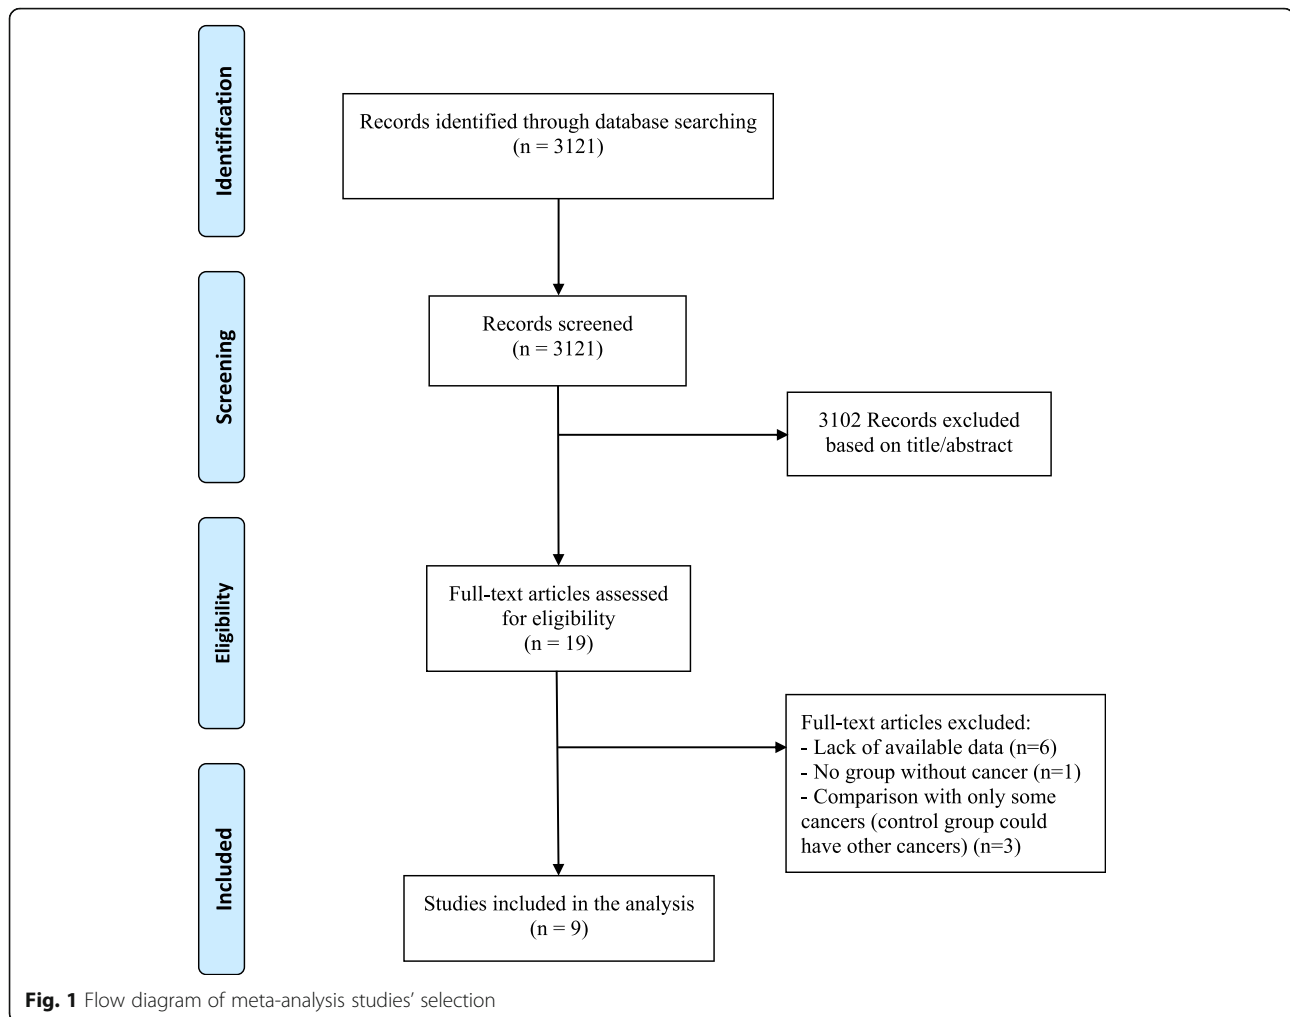 Identification
Records identified through database searching
(n = 3121)
Screening
Records screened
(n = 3121)
3102 Records excluded
based on title/abstract
Eligibility
Full-text articles assessed
for eligibility
(n = 19)
Full-text articles excluded:
- Lack of available data (n=6)
- No group without cancer (n=1)
- Comparison with only some
cancers (control group could
have other cancers) (n=3)
Included
Studies included in the analysis
(n = 9)
Fig. 1 Flow diagram of meta-analysis studies’ selection